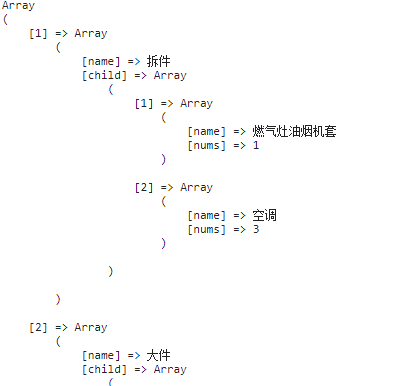 Array
(
    [1] => Array
        (
            [name] => 拆件
            [child] => Array
                (
                    [1] => Array
                        (
                            [name] => 燃气灶油烟机套
                            [nums] => 1
                        )

                    [2] => Array
                        (
                            [name] => 空调
                            [nums] => 3
                        )

                )

        )

    [2] => Array
        (
            [name] => 大件
            [child] => Array
                (